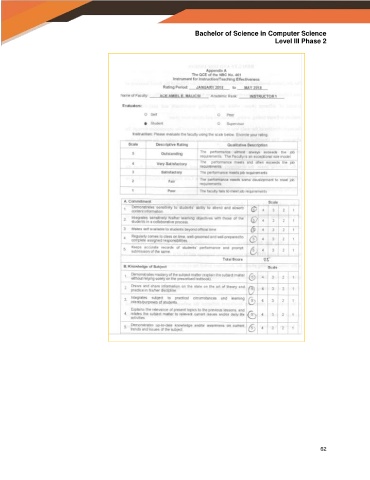 Bachelor of Science in Computer Science
Level III Phase 2
Appendix A
The QCE of the NBC No. 461
Instrument for Instruction/Teaching Effectiveness
Rating Period: JANUARY 2018 to MAY 2018
Name of Faculty: Academic Rank: INSTRUCTOR I
Evaluators:
Self Peer
Student Supervisor
Instruction: Please evaluate the faculty using the scale below. Encircle your rating.
Scale Descriptive Rating Qualitative Description
5 Outstanding The performance almost always exceeds the job
requirements. The Faculty is an exceptional role model
4 Very Satisfactory The performance meets and often exceeds the job
requirements
3 Satisfactory The performance meets job requirements
2 Fair The performance needs some development to meet job
requirements
1 Poor The faculty fails to meet job requirements
A. Commitment Scale
1. Demonstrates sensitivity to students' ability to attend and absorb
content information 5 4 3 2 1
2. Integrates sensitively his/her learning objectives with those of the
students in a collaborative process 5 4 3 2 1
3. Makes self available to students beyond official time 5 4 3 2 1
4. Regularly comes to class on time, well-groomed and well-prepared to
complete assigned responsibilities 5 4 3 2 1
5. Keeps accurate records of students' performance and prompt
submission of the same 5 4 3 2 1
Total Score
B. Knowledge of Subject Scale
1. Demonstrates mastery of the subject matter (explain the subject matter
without relying solely on the prescribed textbook) 5 4 3 2 1
2. Draws and share information on the state on the art of theory and
practice in his/her discipline 5 4 3 2 1
3. Integrates subject to practical circumstances and learning
intents/purposes of students 5 4 3 2 1
4. Explains the relevance of present topics to the previous lessons, and
relates the subject matter to relevant current issues and/or daily life
activities 5 4 3 2 1
5. Demonstrates up-to-date knowledge and/or awareness on current
trends and issues of the subject 5 4 3 2 1
62